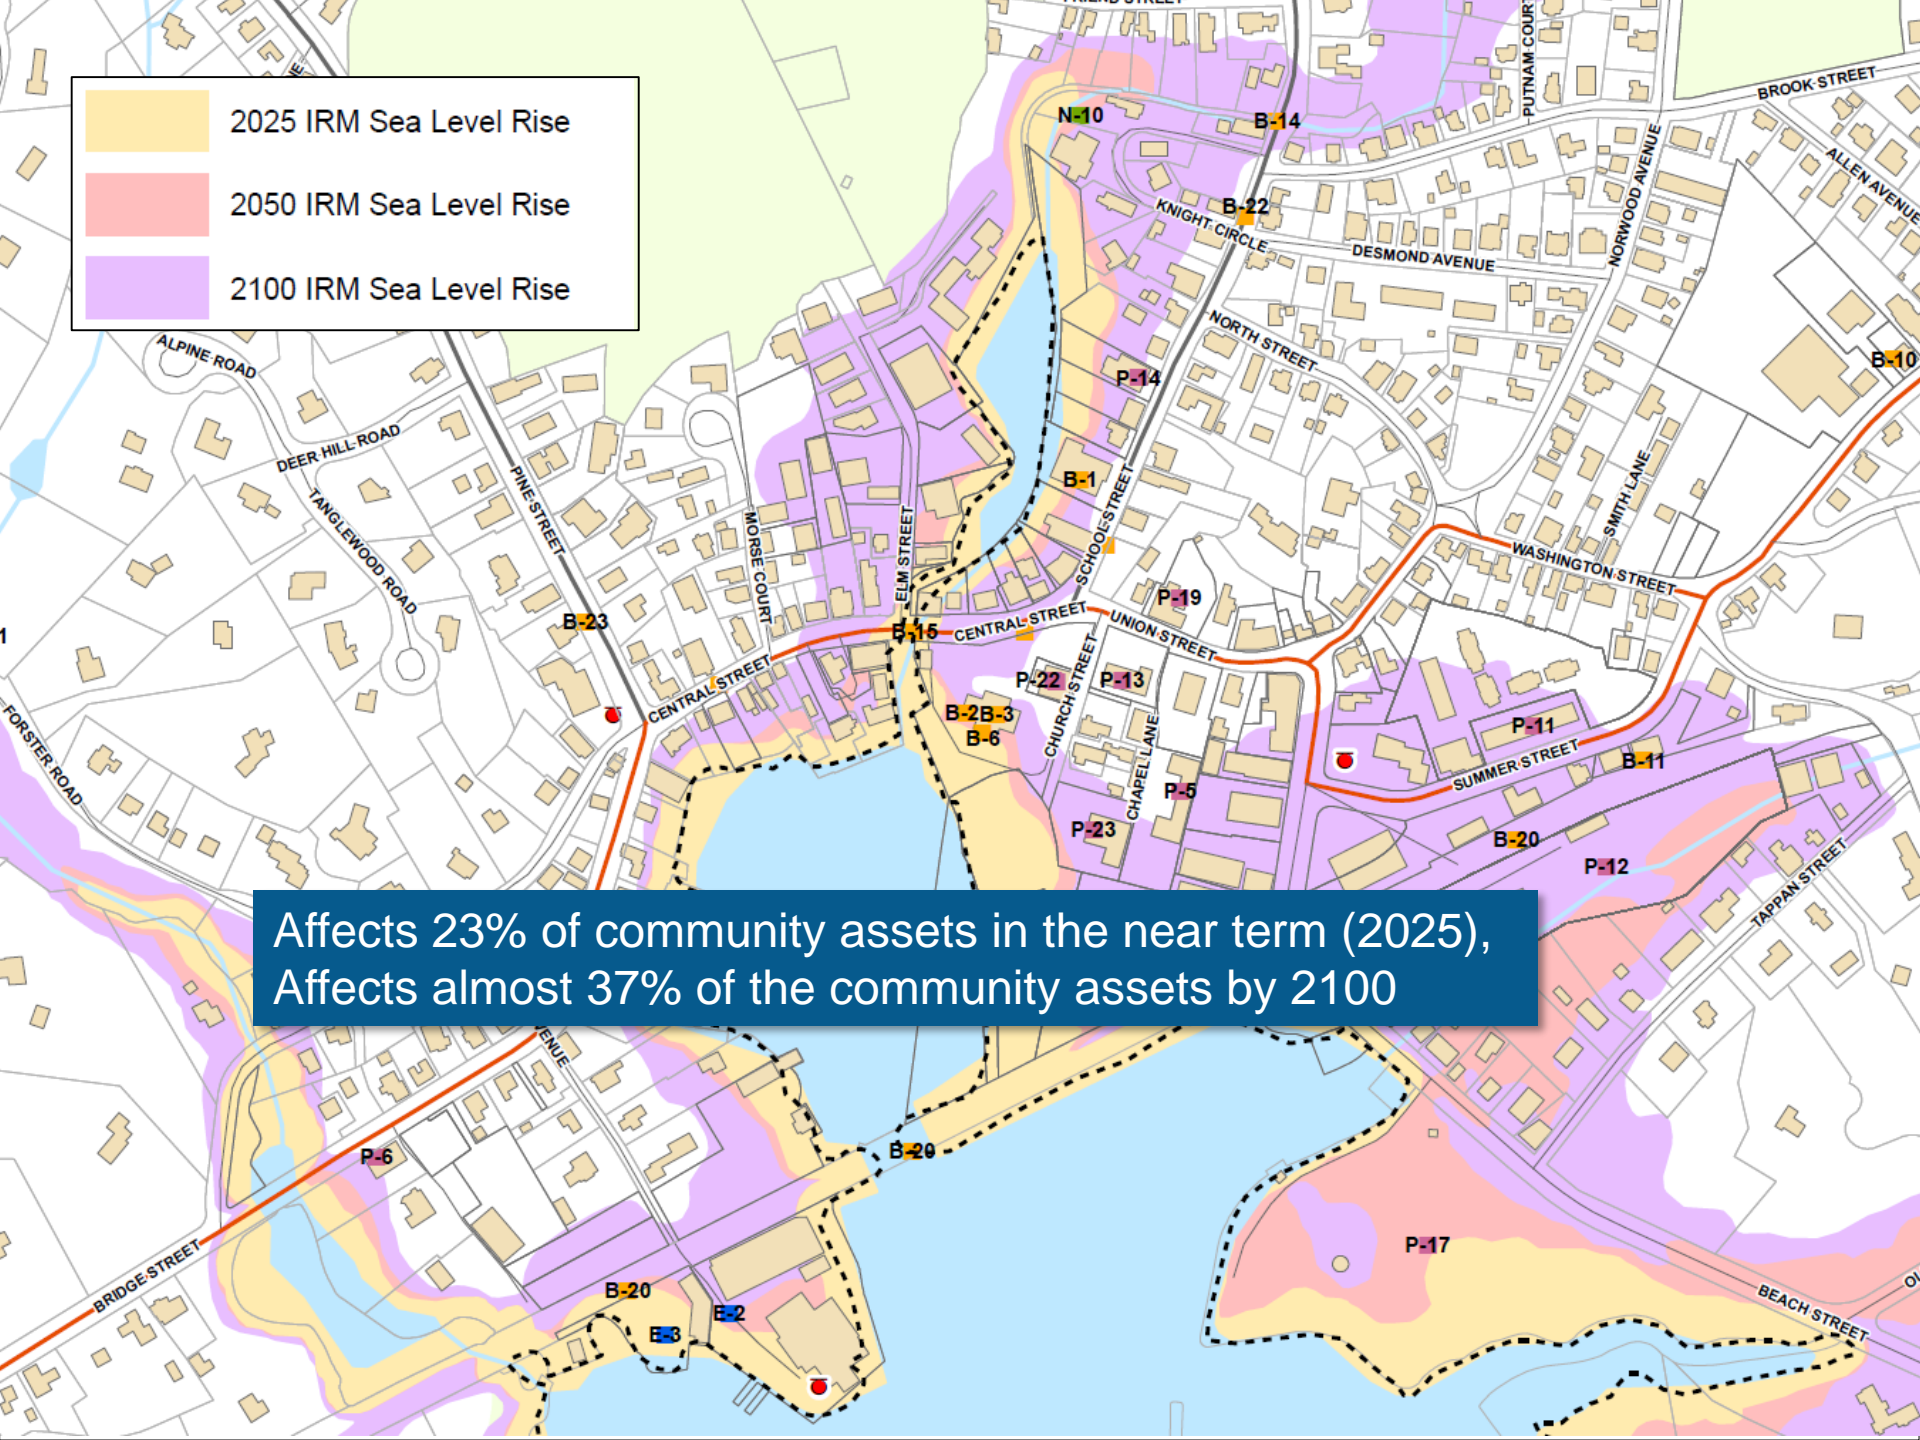 FRIEND STREET
PUTNAM COURT
BROOK STREET
2025 IRM Sea Level Rise
2050 IRM Sea Level Rise
2100 IRM Sea Level Rise
N-10
B-14
ALLEN AVENUE
NORWOOD AVENUE
B-22
KNIGHT CIRCLE
DESMOND AVENUE
NORTH STREET
ALPINE ROAD
B-10
P-14
DEER HILL ROAD
B-1
PINE STREET
TANGLEWOOD ROAD
MORSE COURT
ELM STREET
SCHOOL STREET
SMITH LANE
WASHINGTON STREET
P-19
B-23
B-15
CENTRAL STREET
UNION STREET
1
CENTRAL STREET
P-22
P-13
CHURCH STREET
B-2
B-3
B-6
CHAPEL LANE
P-11
SUMMER STREET
B-11
FORSTER ROAD
P-5
P-23
B-20
P-12
TAPPAN STREET
Affects 23% of community assets in the near term (2025),
Affects almost 37% of the community assets by 2100
P-6
B-20
P-17
BRIDGE STREET
B-20
E-2
E-3
BEACH STREET